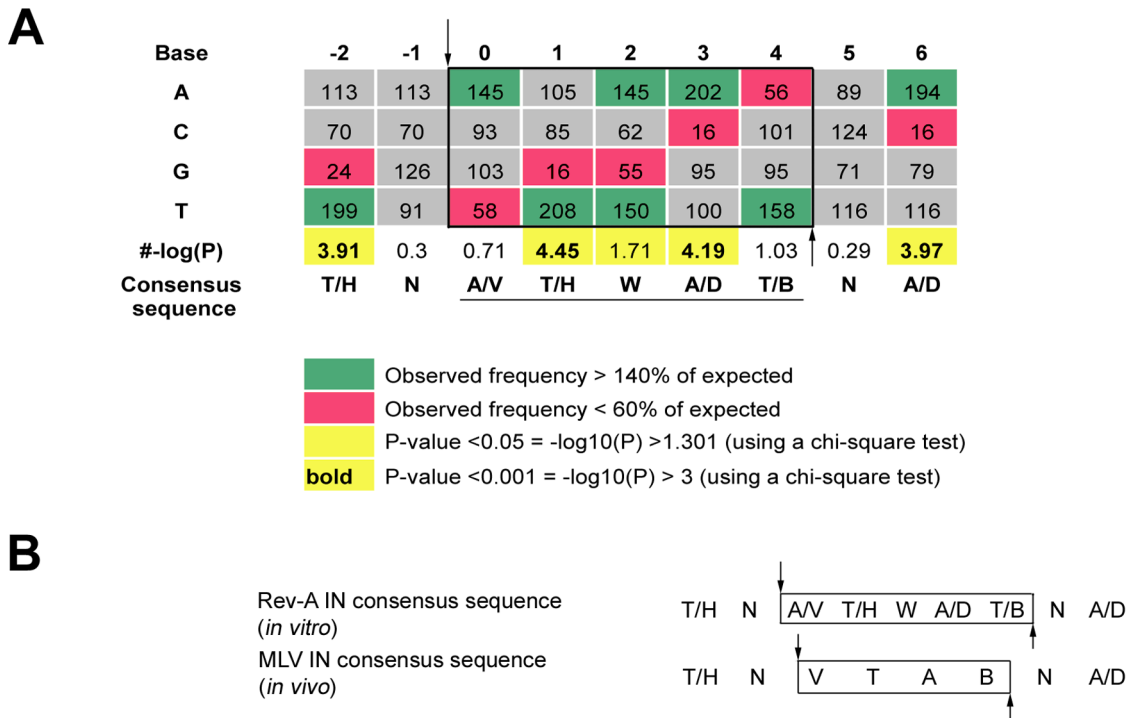 A
Base -2 -1 0 1 2 3 4 5 6
A 113 113 145 105 145 202 56 89 194
C 70 70 93 85 62 16 101 124 16
G 24 126 103 16 55 95 95 71 79
T 199 91 58 208 150 100 158 116 116
#-log(P) 3.91 0.3 0.71 4.45 1.71 4.19 1.03 0.29 3.97
Consensus T/H N A/V T/H W A/D T/B N A/D
sequence
Observed frequency > 140% of expected
Observed frequency < 60% of expected
P-value <0.05 = -log10(P) >1.301 (using a chi-square test)
bold P-value <0.001 = -log10(P) > 3 (using a chi-square test)
B
Rev-A IN consensus sequence T/H N A/V T/H W A/D T/B N A/D
(in vitro)
MLV IN consensus sequence T/H N V T A B N A/D
(in vivo)